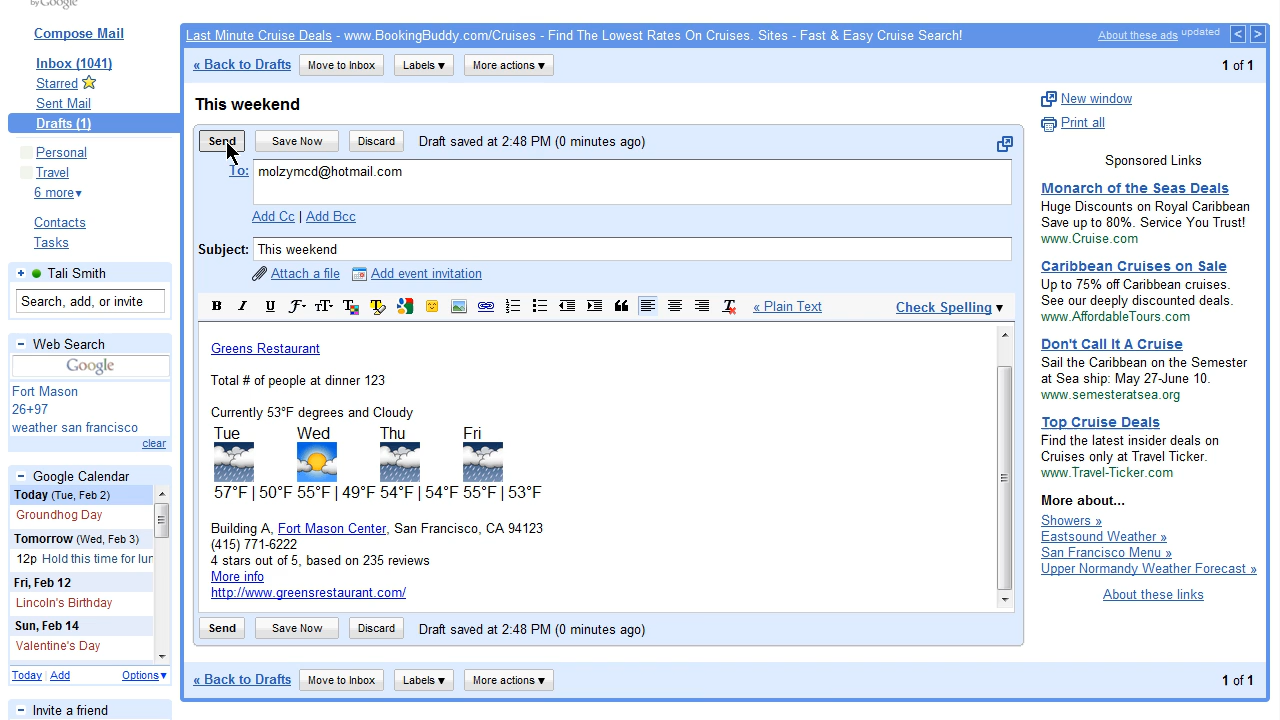 by Google
Compose Mail
Inbox (1041)
Starred
Sent Mail
Drafts (1)
Personal
Travel
6 more▾
Contacts
Tasks
Tali Smith
Search, add, or invite
Web Search
Google
Fort Mason
26+97
weather san francisco
clear
Google Calendar
Today (Tue, Feb 2)
Groundhog Day
Tomorrow (Wed, Feb 3)
12p Hold this time for lun
Fri, Feb 12
Lincoln's Birthday
Sun, Feb 14
Valentine's Day
Today | Add Options▾
Invite a friend
Last Minute Cruise Deals - www.BookingBuddy.com/Cruises - Find The Lowest Rates On Cruises. Sites - Fast & Easy Cruise Search! About these ads updated < >
« Back to Drafts Move to Inbox Labels ▾ More actions ▾ 1 of 1
This weekend
Send Save Now Discard Draft saved at 2:48 PM (0 minutes ago)
To: molzymcd@hotmail.com
Add Cc | Add Bcc
Subject: This weekend
Attach a file Add event invitation
B I U « Plain Text Check Spelling ▾
Greens Restaurant
Total # of people at dinner 123
Currently 53°F degrees and Cloudy
Tue Wed Thu Fri
57°F | 50°F 55°F | 49°F 54°F | 54°F 55°F | 53°F
Building A, Fort Mason Center, San Francisco, CA 94123
(415) 771-6222
4 stars out of 5, based on 235 reviews
More info
http://www.greensrestaurant.com/
Send Save Now Discard Draft saved at 2:48 PM (0 minutes ago)
« Back to Drafts Move to Inbox Labels ▾ More actions ▾ 1 of 1
New window
Print all
Sponsored Links
Monarch of the Seas Deals
Huge Discounts on Royal Caribbean
Save up to 80%. Service You Trust!
www.Cruise.com
Caribbean Cruises on Sale
Up to 75% off Caribbean cruises.
See our deeply discounted deals.
www.AffordableTours.com
Don't Call It A Cruise
Sail the Caribbean on the Semester
at Sea ship: May 27-June 10.
www.semesteratsea.org
Top Cruise Deals
Find the latest insider deals on
Cruises only at Travel Ticker.
www.Travel-Ticker.com
More about...
Showers »
Eastsound Weather »
San Francisco Menu »
Upper Normandy Weather Forecast »
About these links